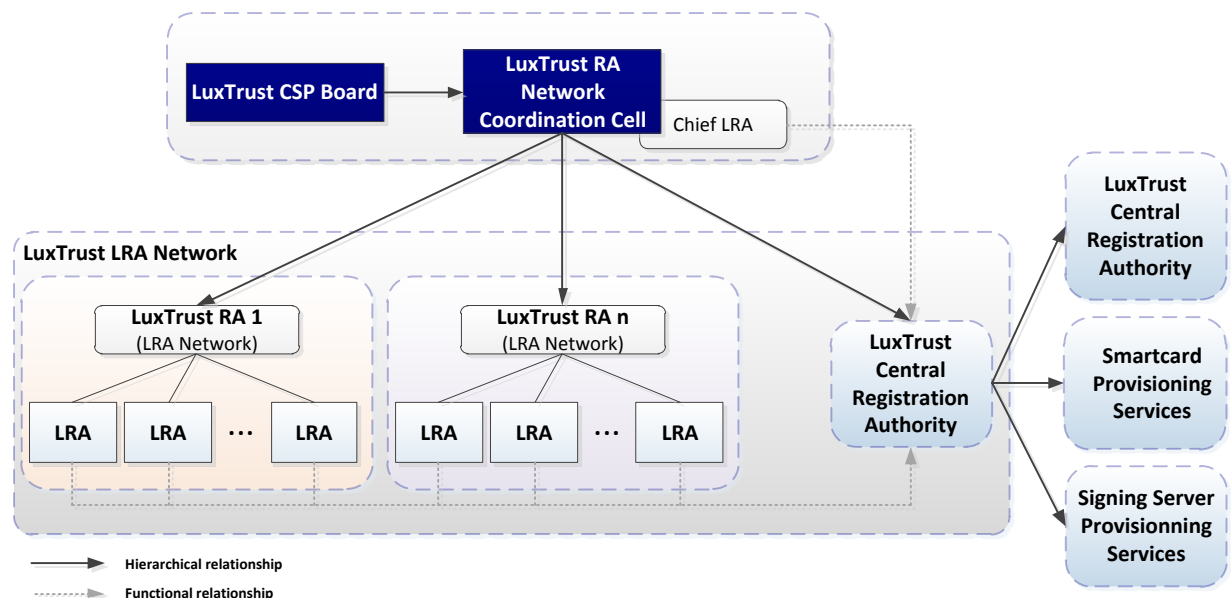 LuxTrust CSP Board
LuxTrust RA
Network
Coordination Cell
Chief LRA
LuxTrust LRA Network
LuxTrust RA 1
(LRA Network)
LRA
LRA
...
LRA
LuxTrust RA n
(LRA Network)
LRA
LRA
...
LRA
LuxTrust
Central
Registration
Authority
LuxTrust
Central
Registration
Authority
Smartcard
Provisioning
Services
Signing Server
Provisionning
Services
Hierarchical relationship
Functional relationship